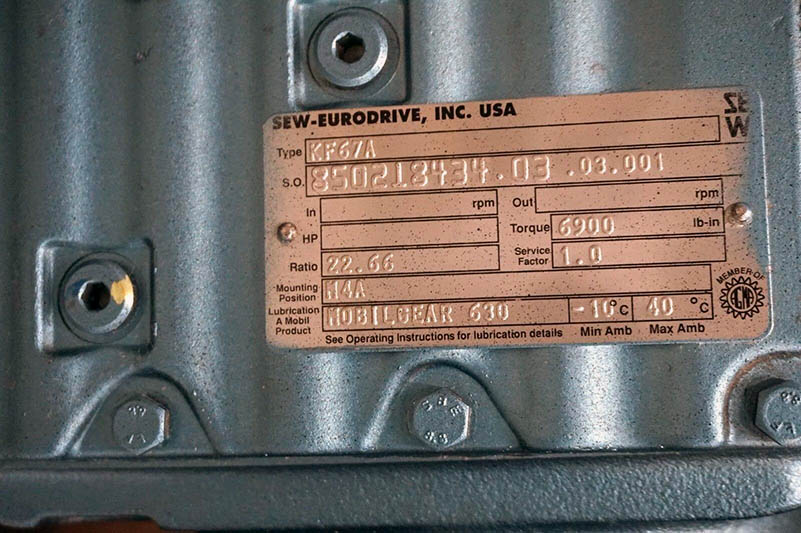 SEW-EURODRIVE, INC. USA
SEW
Type KF67A
S.O. 850218434.03 .03.001
In rpm Out rpm
HP Torque 6900 lb-in
Ratio 22.66 Service Factor 1.0
Mounting Position M4A
Lubrication A Mobil Product MOBILGEAR 630 -10°C 40 °C
See Operating Instructions for lubrication details Min Amb Max Amb
MEMBER OF
AGMA